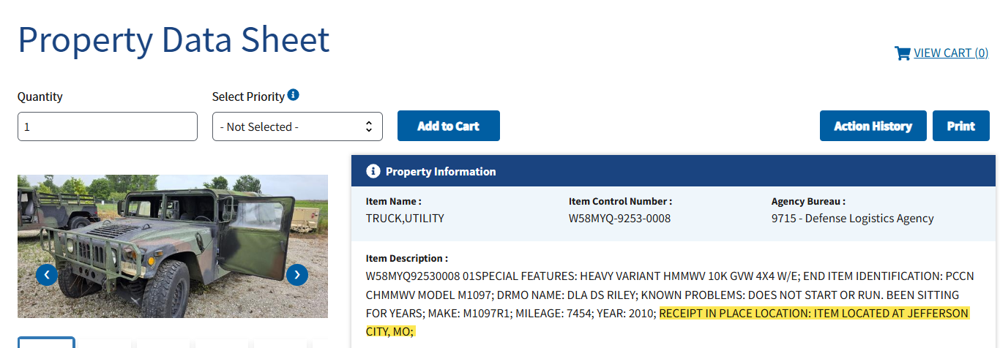 Property Data Sheet
VIEW CART (0)
Quantity
Select Priority
1
- Not Selected -
Add to Cart
Action History
Print
Property Information
Item Name :
Item Control Number :
Agency Bureau :
TRUCK,UTILITY
W58MYQ-9253-0008
9715 - Defense Logistics Agency
Item Description :
W58MYQ92530008 01SPECIAL FEATURES: HEAVY VARIANT HMMWV 10K GVW 4X4 W/E; END ITEM IDENTIFICATION: PCCN
CHMMWV MODEL M1097; DRMO NAME: DLA DS RILEY; KNOWN PROBLEMS: DOES NOT START OR RUN. BEEN SITTING
FOR YEARS; MAKE: M1097R1; MILEAGE: 7454; YEAR: 2010; RECEIPT IN PLACE LOCATION: ITEM LOCATED AT JEFFERSON
CITY, MO;